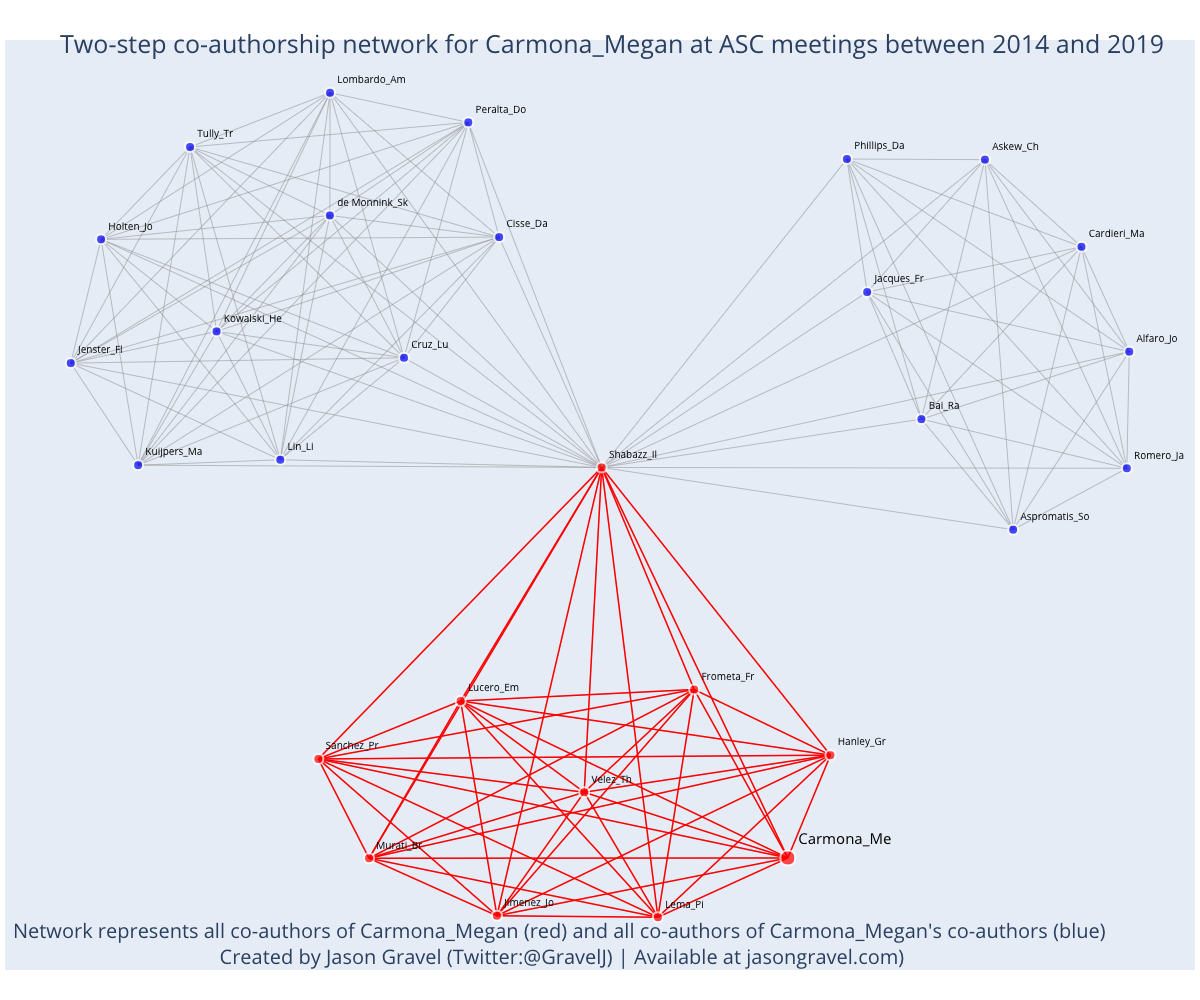 Two-step co-authorship network for Carmona_Megan at ASC meetings between 2014 and 2019
Lombardo_Am
Peralta_Do
Tully_Tr
Phillips_Da
Askew_Ch
de Monnink_Sk
Cisse_Da
Holten_Jo
Cardieri_Ma
Jacques_Fr
Kowalski_He
Cruz_Lu
Jenster_Fl
Alfaro_Jo
Bai_Ra
Kuijpers_Ma
Lin_Li
Shabazz_Il
Romero_Ja
Aspromatis_So
Frometa_Fr
Lucero_Em
Hanley_Gr
Sanchez_Pr
Velez_Th
Murati_Br
Carmona_Me
Jimenez_Jo
Lema_Pi
Network represents all co-authors of Carmona_Megan (red) and all co-authors of Carmona_Megan's co-authors (blue)
Created by Jason Gravel (Twitter:@GravelJ) | Available at jasongravel.com)